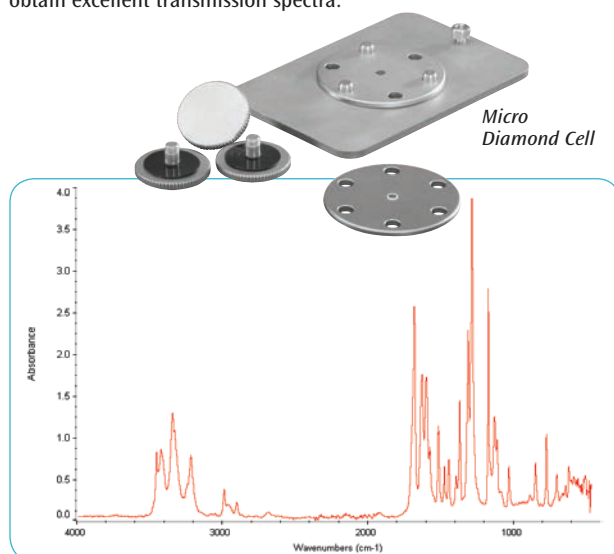 obtain excellent transmission spectra.
Micro
Diamond Cell
4.0
3.5
3.0
2.5
2.0
1.5
1.0
0.5
0.0
Absorbance
4000
3000
2000
1000
Wavenumbers (cm-1)